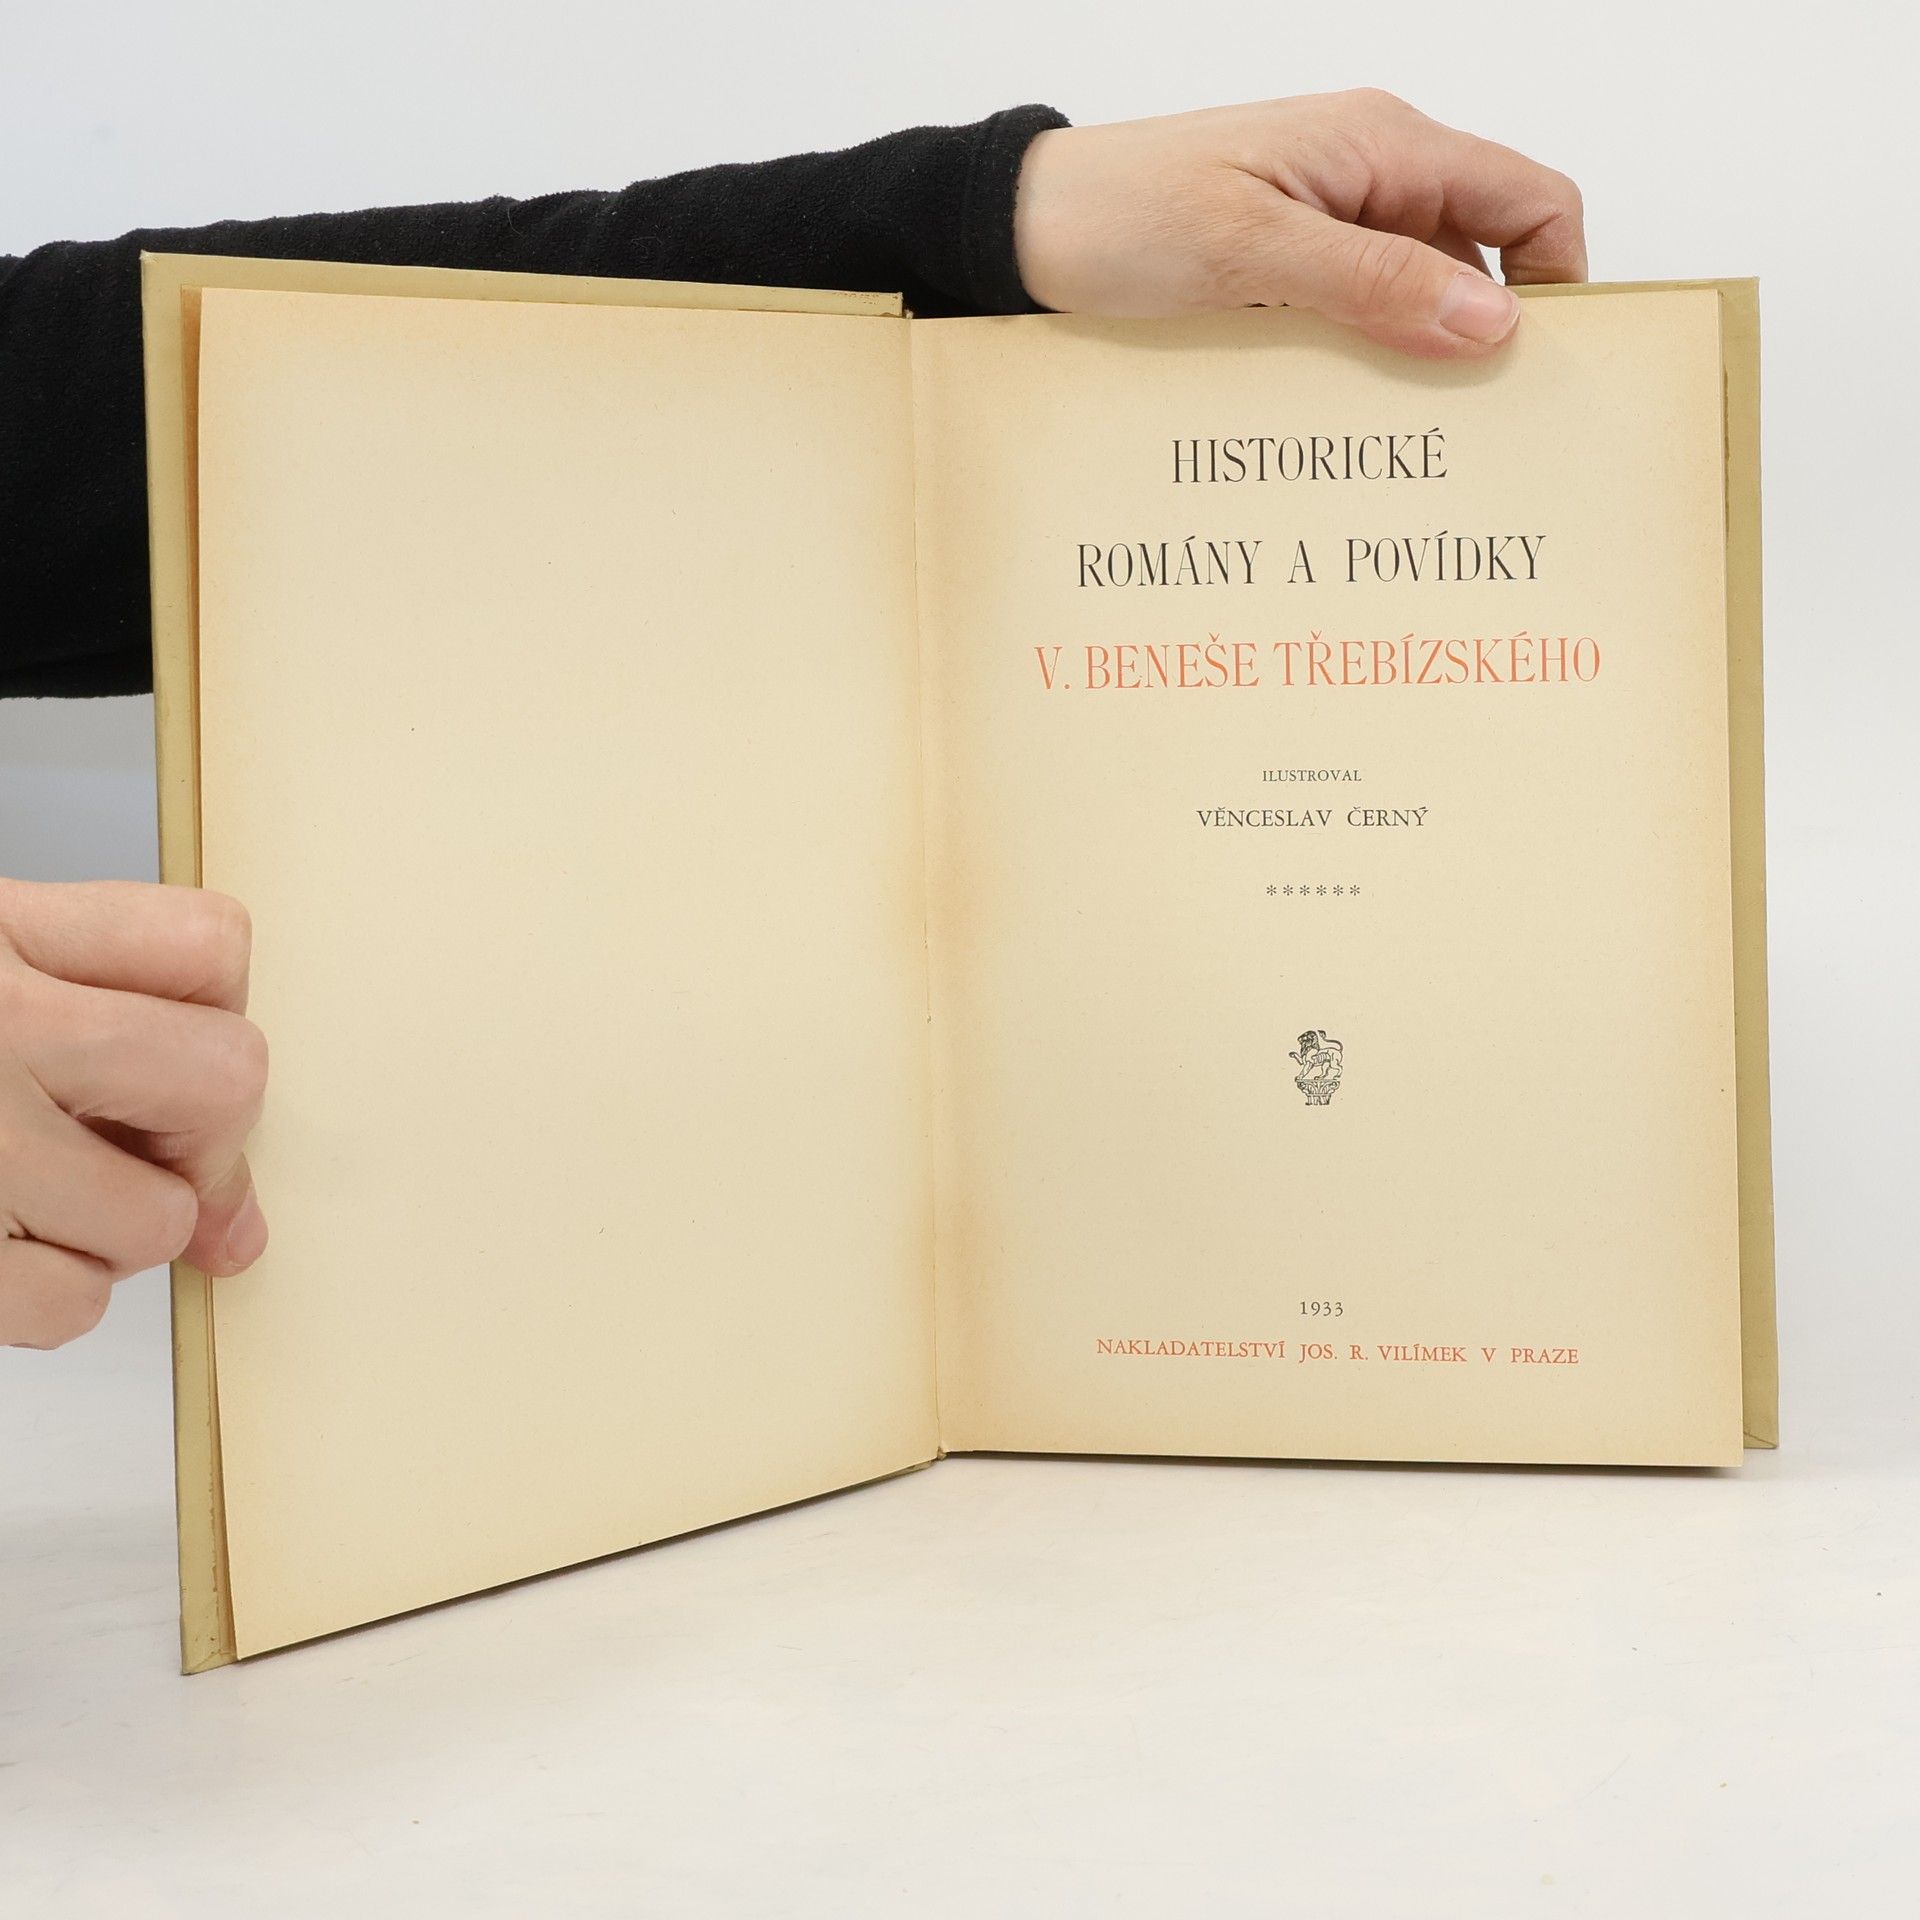 HISTORICKÉ
ROMÁNY A POVÍDKY
V. BENEŠE TŘEBÍZSKÉHO
ILUSTROVAL
VĚNCESLAV ČERNÝ
******
1933
NAKLADATELSTVÍ JOS. R. VILÍMEK V PRAZE